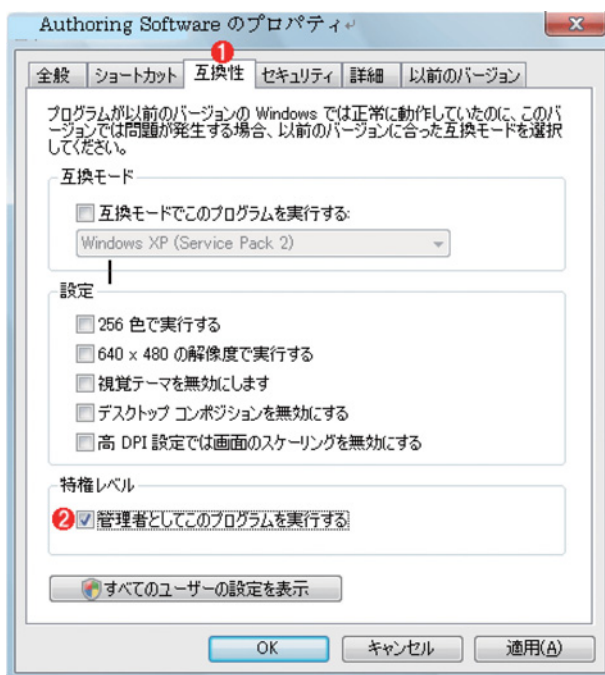 Authoring Software のプロパティ↵
❶
全般 ショートカット 互換性 セキュリティ 詳細 以前のバージョン
プログラムが以前のバージョンの Windows では正常に動作していたのに、このバ
ージョンでは問題が発生する場合、以前のバージョンに合った互換モードを選択
してください。
互換モード
互換モードでこのプログラムを実行する:
Windows XP (Service Pack 2)
設定
256 色で実行する
640 x 480 の解像度で実行する
視覚テーマを無効にします
デスクトップ コンポジションを無効にする
高 DPI 設定では画面のスケーリングを無効にする
特権レベル
❷ 管理者としてこのプログラムを実行する
すべてのユーザーの設定を表示
OK キャンセル 適用(A)